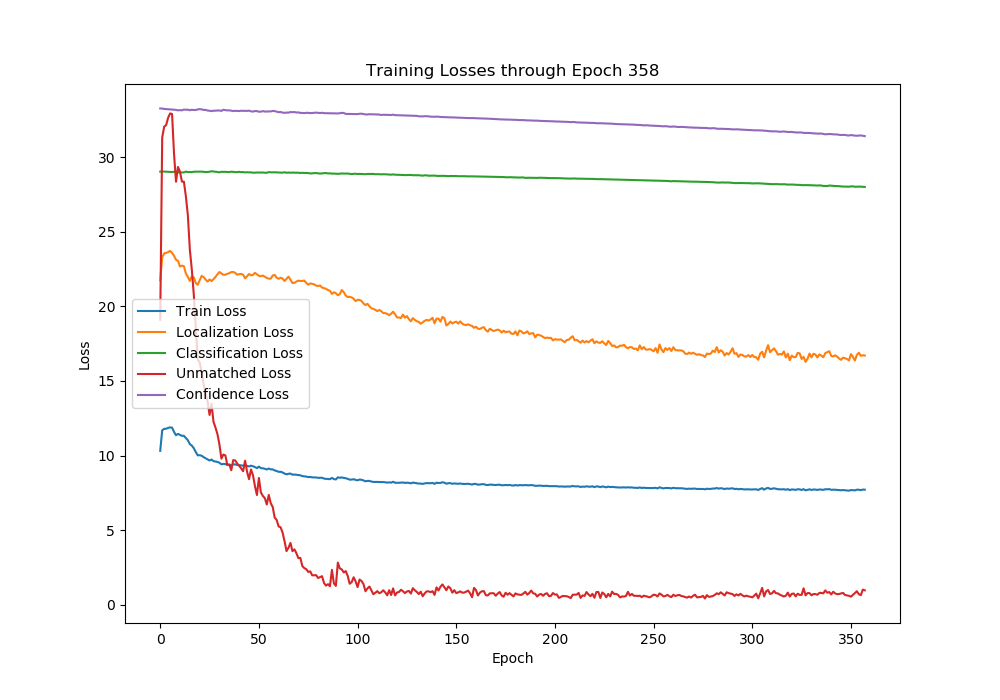 Training Losses through Epoch 358
Loss
30
25
20
15
10
5
0
Train Loss
Localization Loss
Classification Loss
Unmatched Loss
Confidence Loss
0 50 100 150 200 250 300 350
Epoch